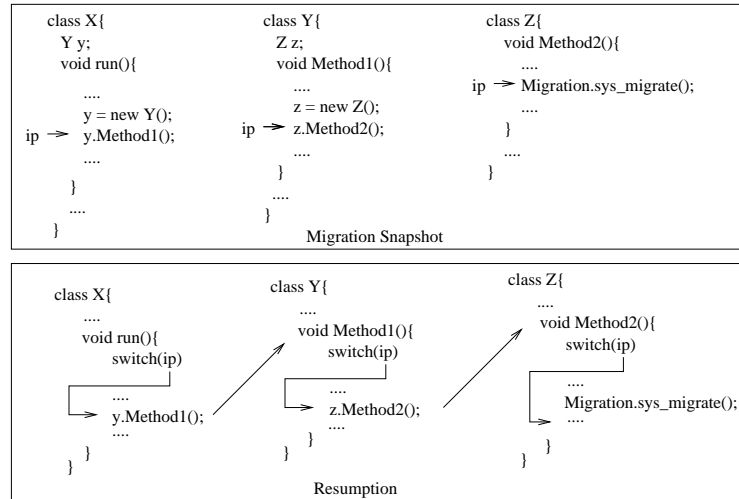 class X{
Y y;
void run(){
....
y = new Y();
ip
y.Method1();
....
}
....
}
class Y{
Z z;
void Method1(){
....
z = new Z();
ip
z.Method2();
....
}
....
}
class Z{
void Method2(){
....
ip
Migration.sys_migrate();
....
}
....
}
Migration Snapshot
class X{
....
void run(){
switch(ip)
....
y.Method1();
....
}
}
class Y{
....
void Method1(){
switch(ip)
....
z.Method2();
....
}
}
class Z{
....
void Method2(){
switch(ip)
....
Migration.sys_migrate();
....
}
}
Resumption